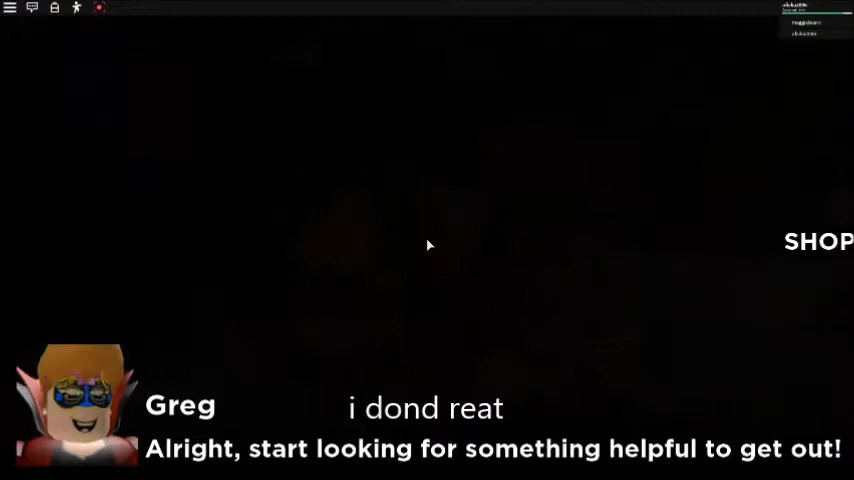 SHOP
Greg
i dond reat
Alright, start looking for something helpful to get out!